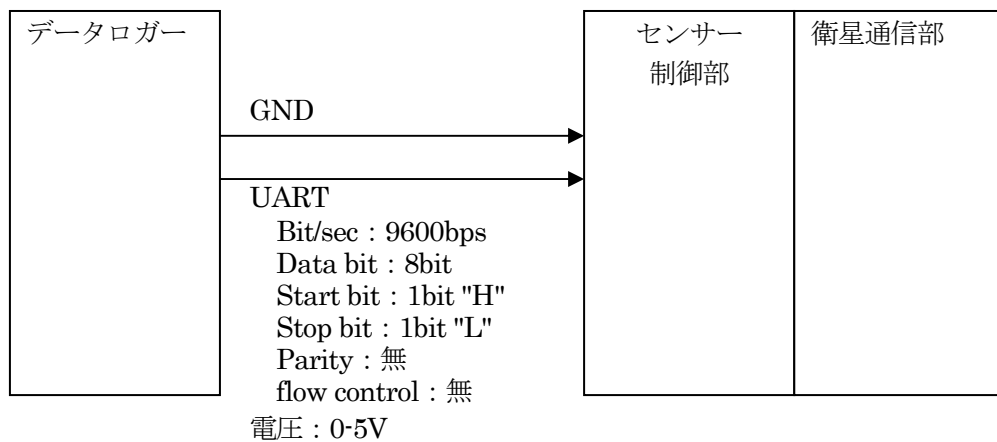 データロガー
センサー
制御部
衛星通信部
GND
UART
Bit/sec：9600bps
Data bit：8bit
Start bit：1bit "H"
Stop bit：1bit "L"
Parity：無
flow control：無
電圧：0-5V